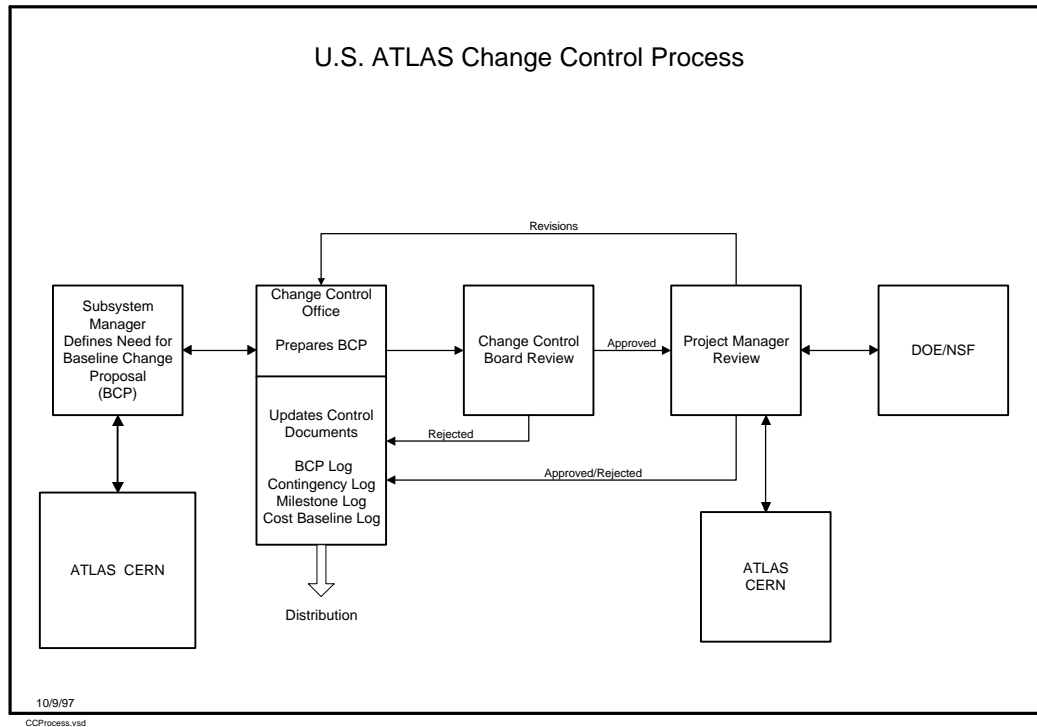 U.S. ATLAS Change Control Process
Revisions
Subsystem
Manager
Defines Need for
Baseline Change
Proposal
(BCP)
Change Control
Office
Prepares BCP
Change Control
Board Review
Approved
Project Manager
Review
DOE/NSF
Updates Control
Documents
BCP Log
Contingency Log
Milestone Log
Cost Baseline Log
Rejected
Approved/Rejected
ATLAS CERN
ATLAS
CERN
Distribution
10/9/97
CCProcess.vsd